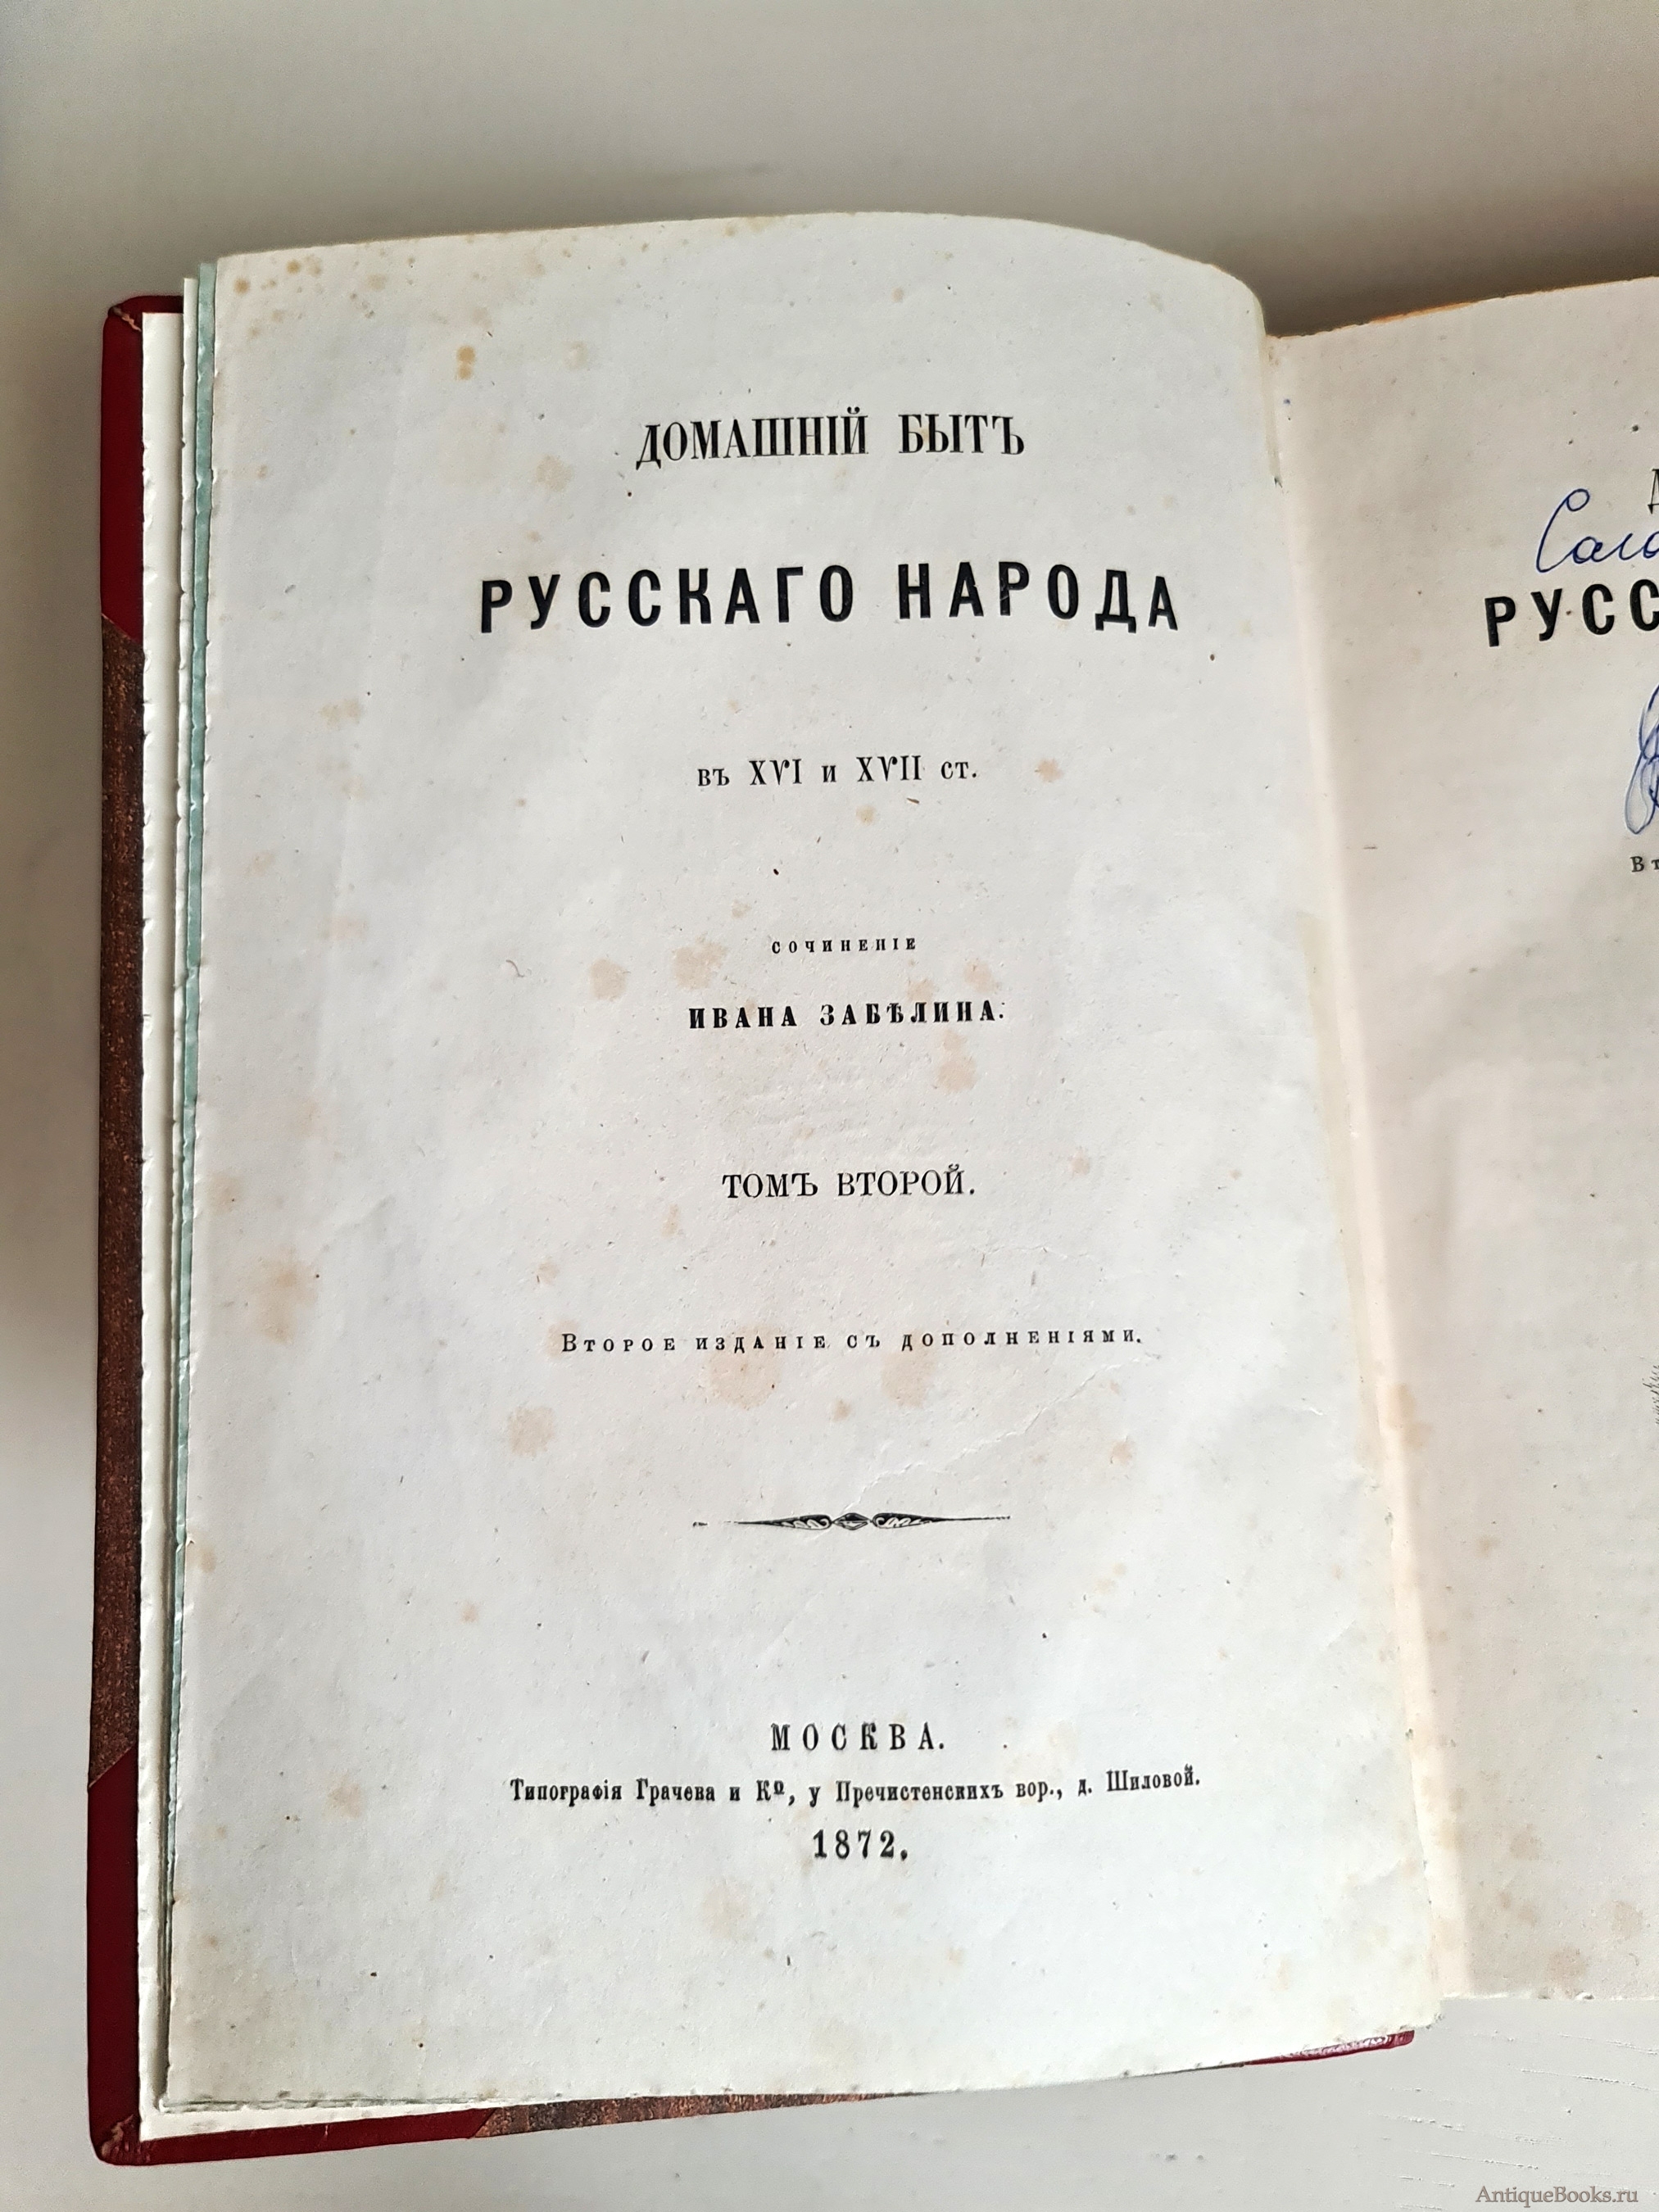 ДОМАШНІЙ БЫТЪ
РУССКАГО НАРОДА
въ XVI и XVII ст.
СОЧИНЕНІЕ
ИВАНА ЗАБѢЛИНА.
ТОМЪ ВТОРОЙ.
Второе изданіе съ дополненіями.
МОСКВА.
Типографія Грачева и Кº, у Пречистенскихъ вор., д. Шиловой.
1872.
РУСС
AntiqueBooks.ru